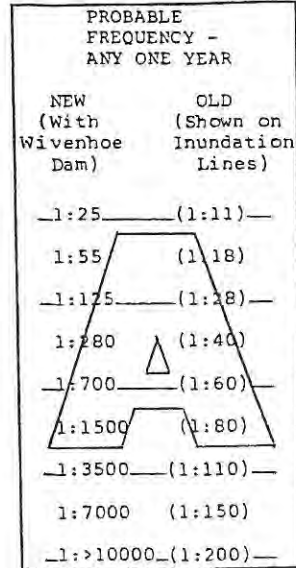 PROBABLE
FREQUENCY -
ANY ONE YEAR
NEW OLD
(With (Shown on
Wivenhoe Inundation
Dam) Lines)
1:25 (1:11)
1:55 (1:18)
1:125 (1:28)
1:280 (1:40)
1:700 (1:60)
1:1500 (1:80)
1:3500 (1:110)
1:7000 (1:150)
1:>10000 (1:200)
A